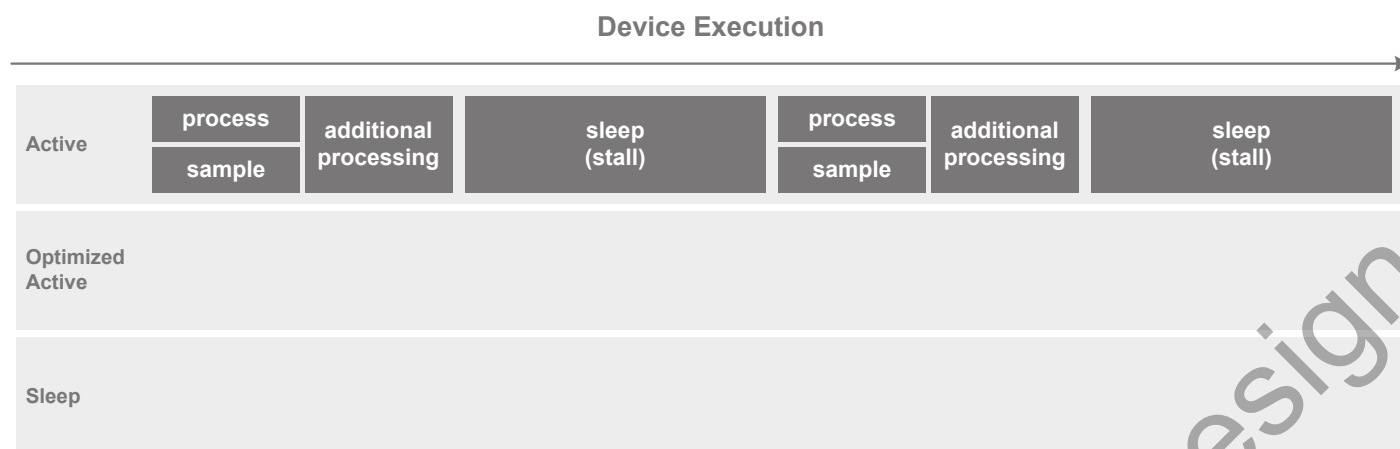 Device Execution
Active
process
sample
additional
processing
sleep
(stall)
process
sample
additional
processing
sleep
(stall)
Optimized
Active
Sleep